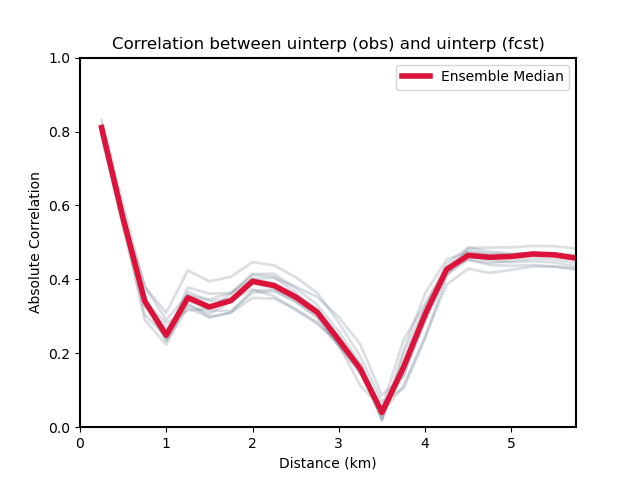 Correlation between uinterp (obs) and uinterp (fcst)
Ensemble Median
Absolute Correlation
1.0
0.8
0.6
0.4
0.2
0.0
0 1 2 3 4 5
Distance (km)